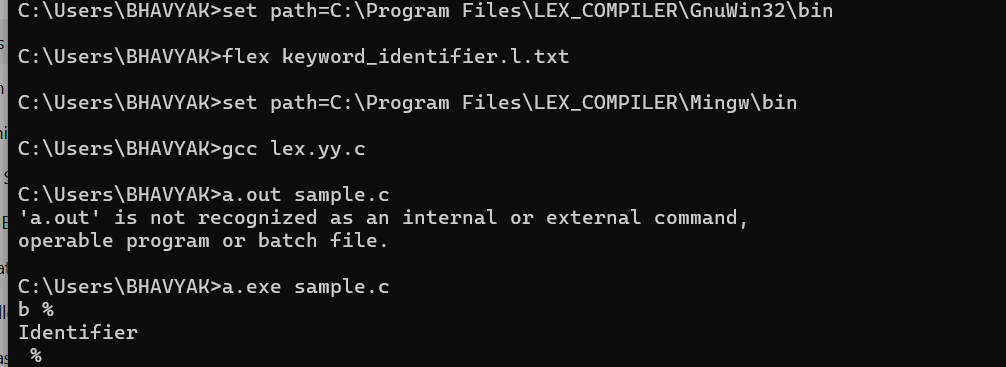 C:\Users\BHAVYAK>set path=C:\Program Files\LEX_COMPILER\GnuWin32\bin
C:\Users\BHAVYAK>flex keyword_identifier.l.txt
C:\Users\BHAVYAK>set path=C:\Program Files\LEX_COMPILER\Mingw\bin
C:\Users\BHAVYAK>gcc lex.yy.c
C:\Users\BHAVYAK>a.out sample.c
'a.out' is not recognized as an internal or external command,
operable program or batch file.
C:\Users\BHAVYAK>a.exe sample.c
b %
Identifier
 %